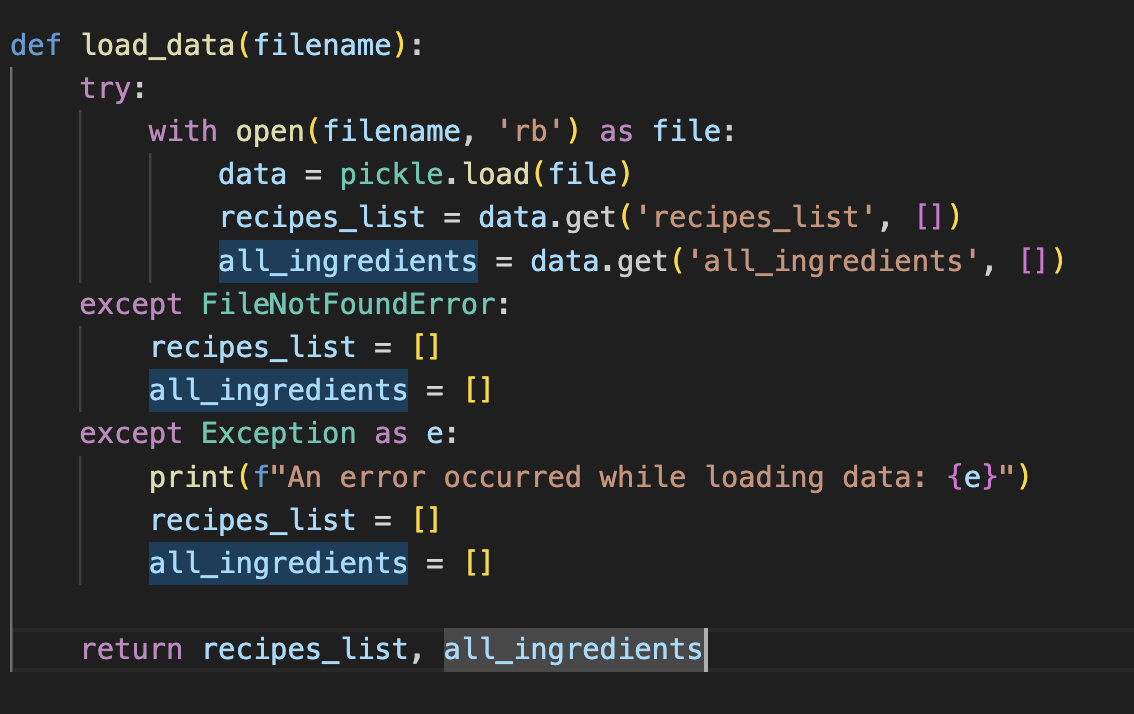 def load_data(filename):
    try:
        with open(filename, 'rb') as file:
            data = pickle.load(file)
            recipes_list = data.get('recipes_list', [])
            all_ingredients = data.get('all_ingredients', [])
    except FileNotFoundError:
        recipes_list = []
        all_ingredients = []
    except Exception as e:
        print(f"An error occurred while loading data: {e}")
        recipes_list = []
        all_ingredients = []

    return recipes_list, all_ingredients